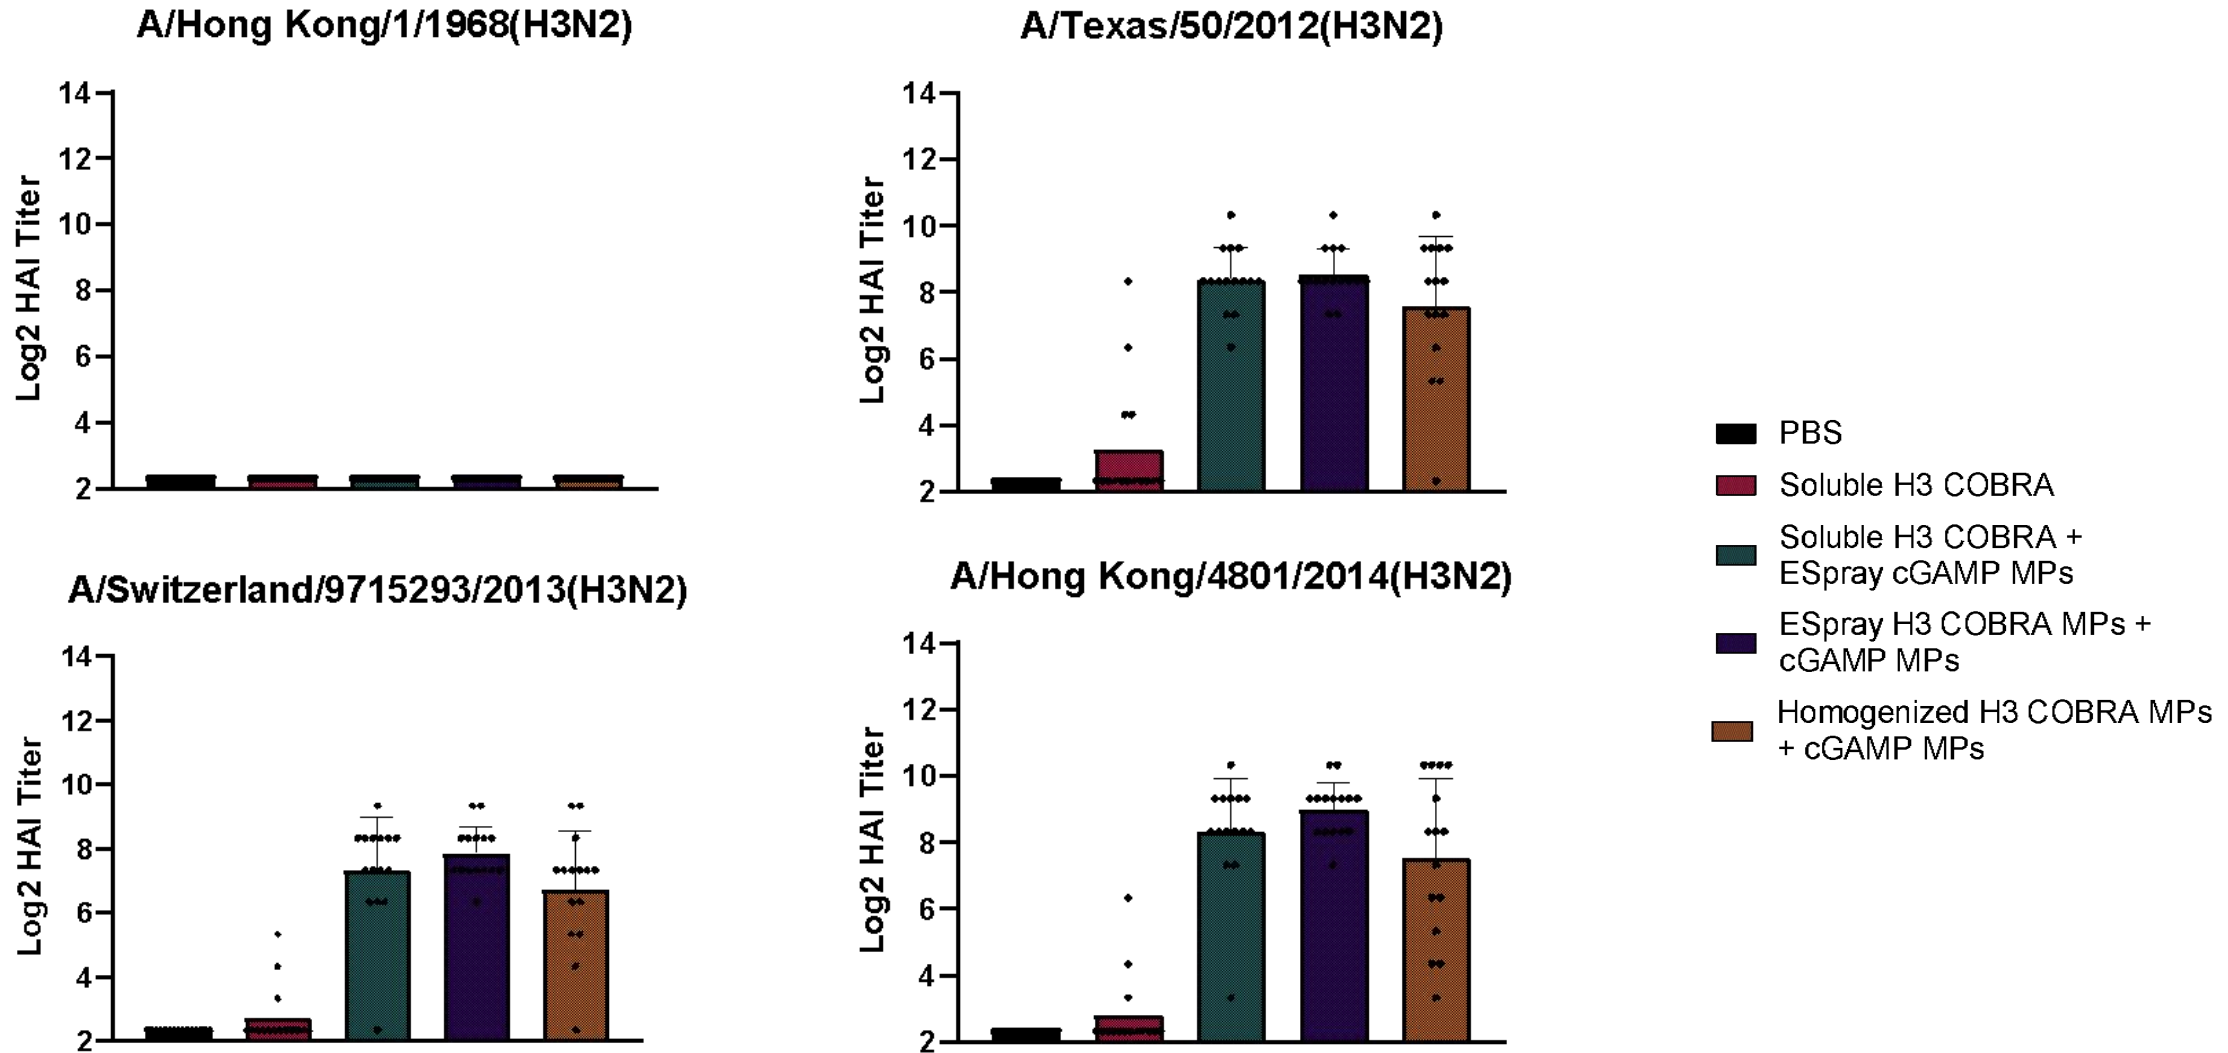 A/Hong Kong/1/1968(H3N2)
14
12
10
8
6
4
2
Log2 HAI Titer
A/Texas/50/2012(H3N2)
14
12
10
8
6
4
2
Log2 HAI Titer
A/Switzerland/9715293/2013(H3N2)
14
12
10
8
6
4
2
Log2 HAI Titer
A/Hong Kong/4801/2014(H3N2)
14
12
10
8
6
4
2
Log2 HAI Titer
PBS
Soluble H3 COBRA
Soluble H3 COBRA +
ESpray cGAMP MPs
ESpray H3 COBRA MPs +
cGAMP MPs
Homogenized H3 COBRA MPs
+ cGAMP MPs